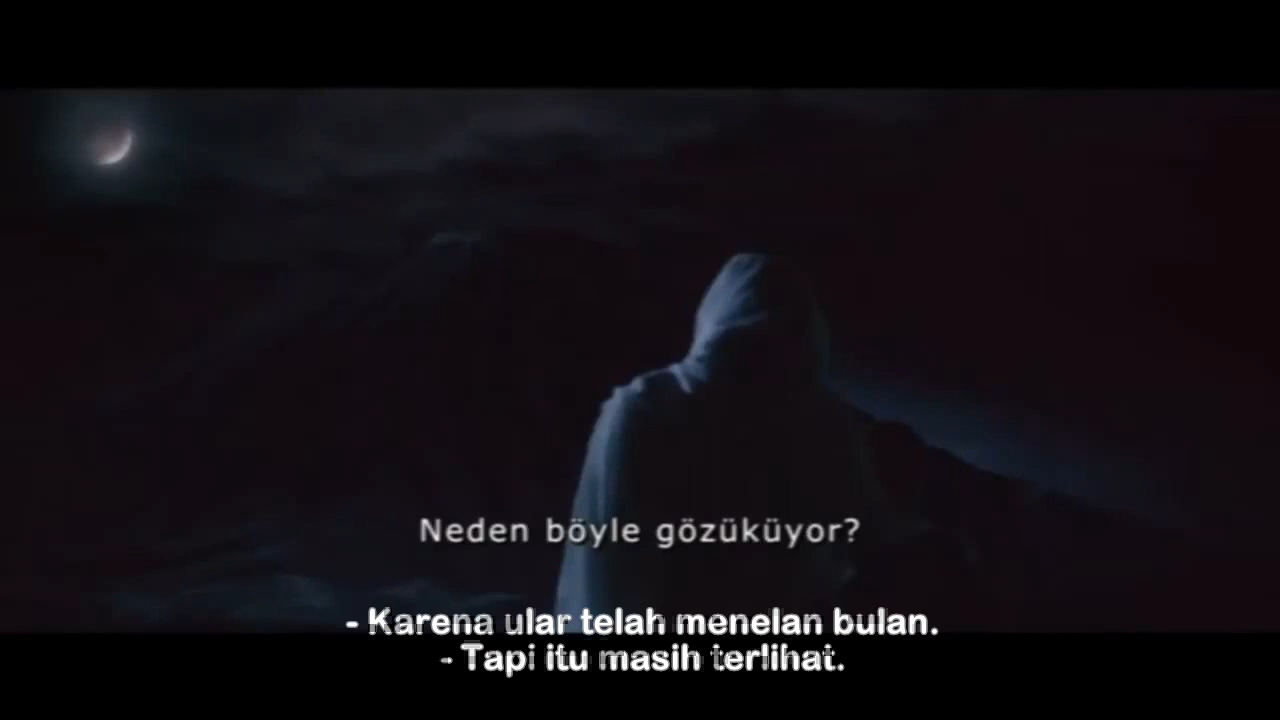 Neden böyle gözüküyor?
- Karena ular telah menelan bulan.
- Tapi itu masih terlihat.